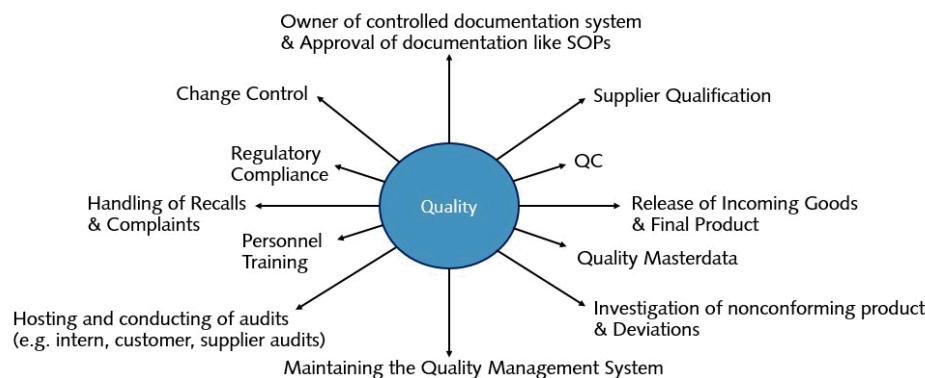 Owner of controlled documentation system
& Approval of documentation like SOPs
Change Control
Supplier Qualification
Regulatory
Compliance
QC
Handling of Recalls
& Complaints
Quality
Release of Incoming Goods
& Final Product
Personnel
Training
Quality Masterdata
Hosting and conducting of audits
(e.g. intern, customer, supplier audits)
Investigation of nonconforming product
& Deviations
Maintaining the Quality Management System